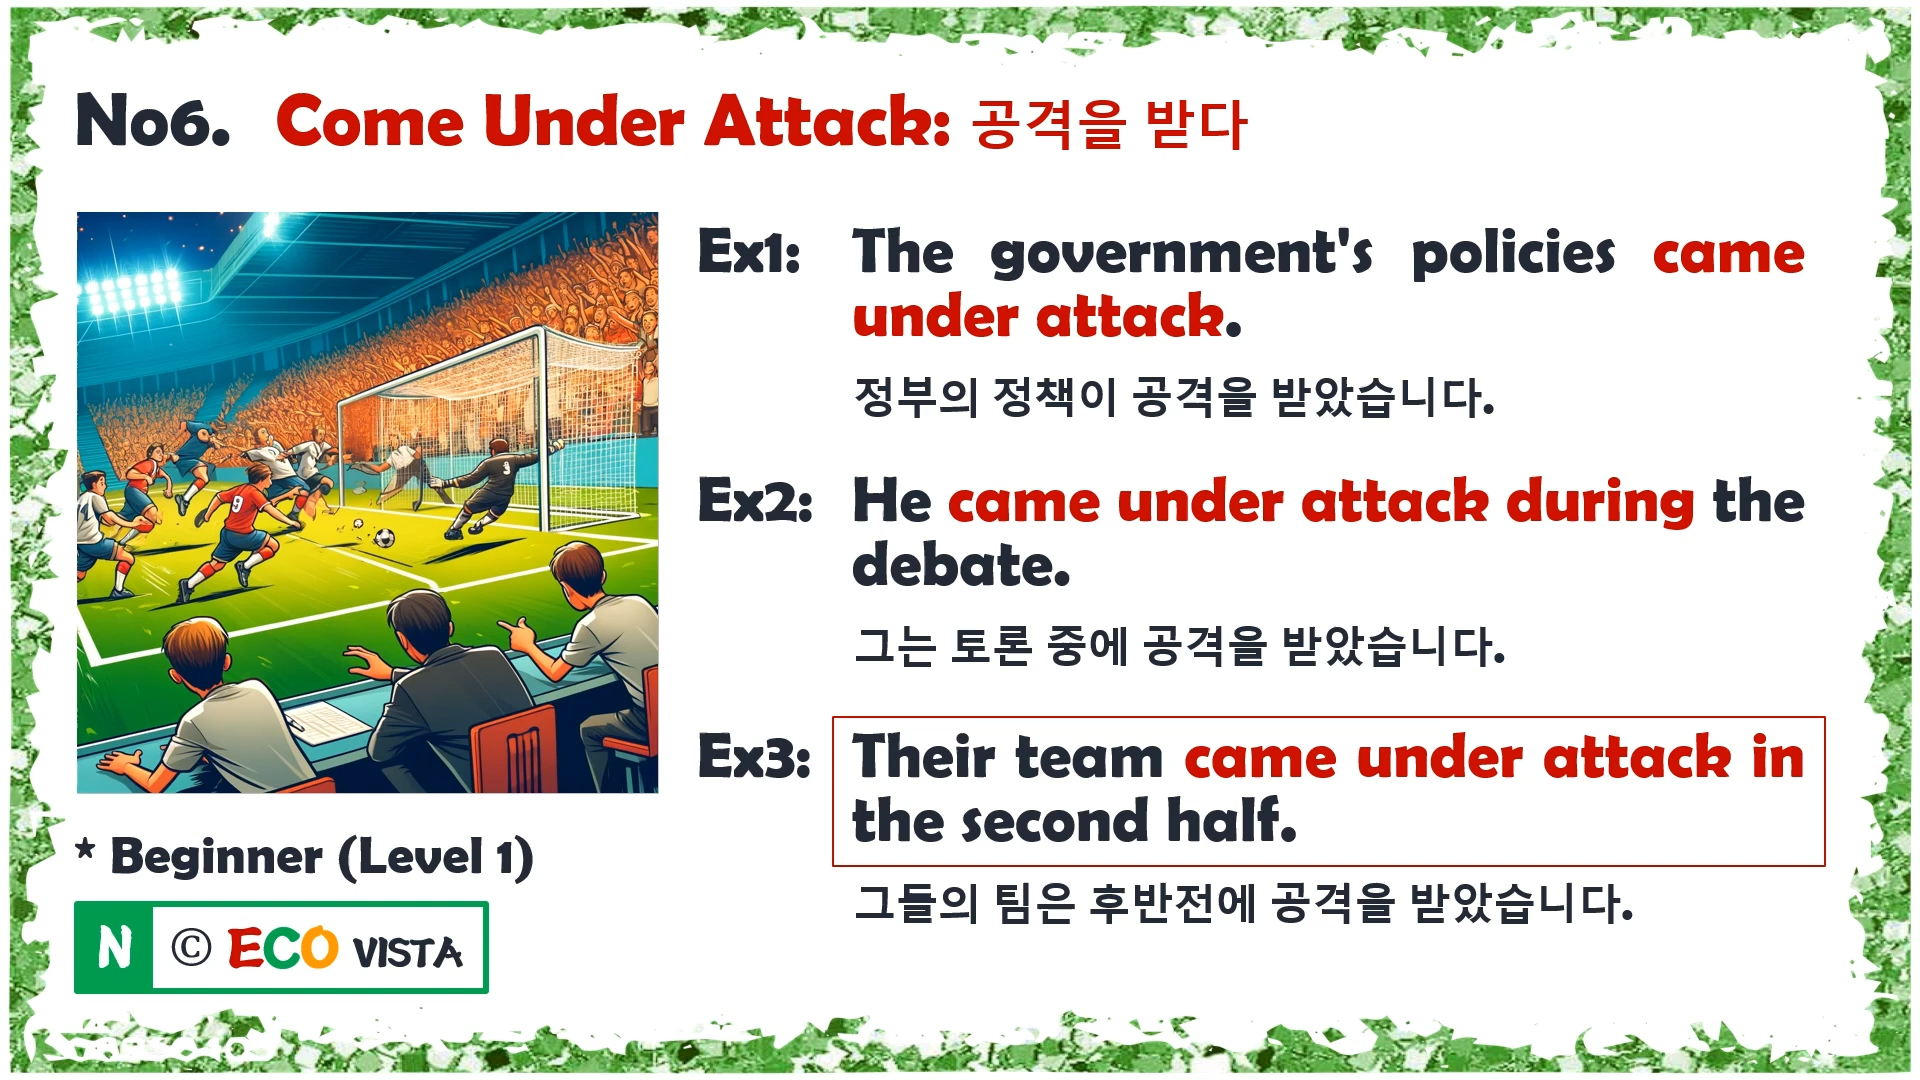 No6. Come Under Attack: 공격을 받다
Ex1: The government's policies came
under attack.
정부의 정책이 공격을 받았습니다.
Ex2: He came under attack during the
debate.
그는 토론 중에 공격을 받았습니다.
Ex3: Their team came under attack in
the second half.
그들의 팀은 후반전에 공격을 받았습니다.
* Beginner (Level 1)
N © ECO VISTA
9
9